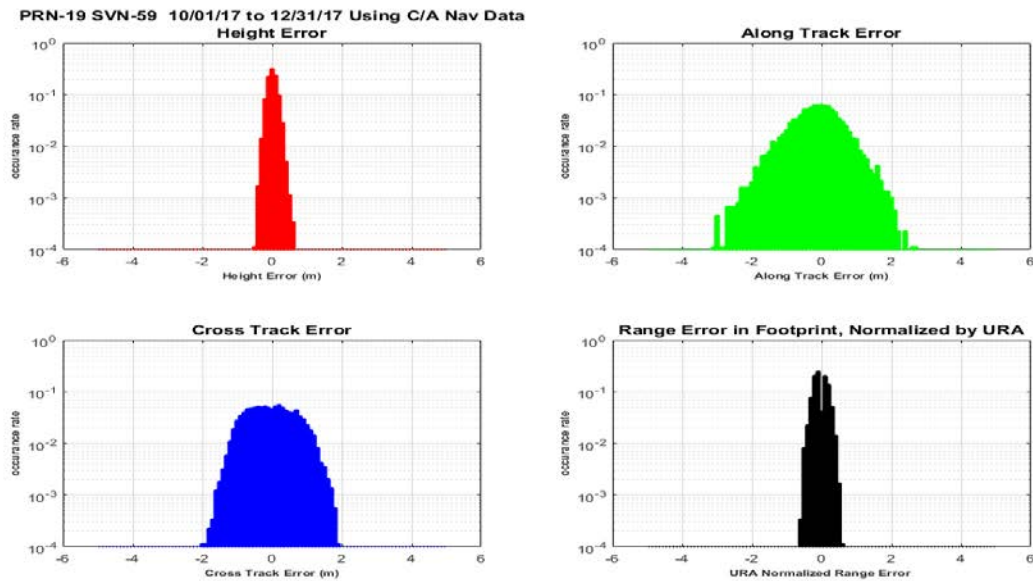 PRN-19 SVN-59 10/01/17 to 12/31/17 Using C/A Nav Data
Height Error
10^0
10^-1
10^-2
10^-3
10^-4
occurance rate
-6 -4 -2 0 2 4 6
Height Error (m)
Along Track Error
10^0
10^-1
10^-2
10^-3
10^-4
occurance rate
-6 -4 -2 0 2 4 6
Along Track Error (m)
Cross Track Error
10^0
10^-1
10^-2
10^-3
10^-4
occurance rate
-6 -4 -2 0 2 4 6
Cross Track Error (m)
Range Error in Footprint, Normalized by URA
10^0
10^-1
10^-2
10^-3
10^-4
occurance rate
-6 -4 -2 0 2 4 6
URA Normalized Range Error